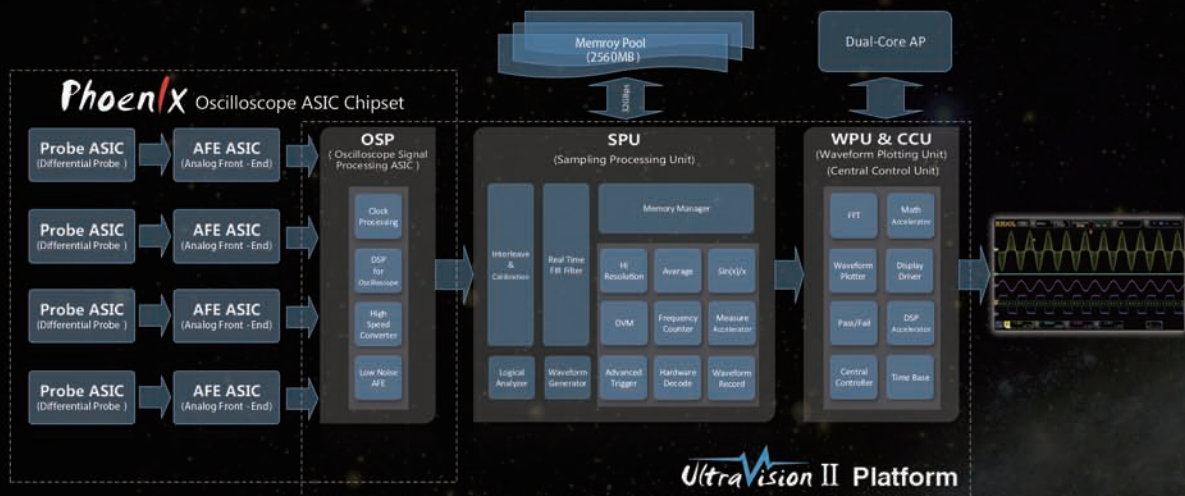 Memroy Pool
(2560MB)
Dual-Core AP
Phoenix Oscilloscope ASIC Chipset
Probe ASIC
(Differential Probe )
AFE ASIC
(Analog Front - End)
Probe ASIC
(Differential Probe )
AFE ASIC
(Analog Front - End)
Probe ASIC
(Differential Probe )
AFE ASIC
(Analog Front - End)
Probe ASIC
(Differential Probe )
AFE ASIC
(Analog Front - End)
OSP
( Oscilloscope Signal
Processing ASIC )
Clock
Processing
DSP
for
Oscilloscope
High
Speed
Converter
Low Noise
AFE
SPU
(Sampling Processing Unit)
Interleave
&
Calibration
Real Time
FIR Filter
Memory Manager
Hi
Resolution
Average
Sin(x)/x
DVM
Frequency
Counter
Measure
Accelerator
Logical
Analyzer
Waveform
Generator
Advanced
Trigger
Hardware
Decode
Waveform
Record
WPU & CCU
(Waveform Plotting Unit)
(Central Control Unit)
FFT
Math
Accelerator
Waveform
Plotter
Display
Driver
Pass/Fail
DSP
Accelerator
Central
Controller
Time Base
RIGOL
UltraVision II Platform